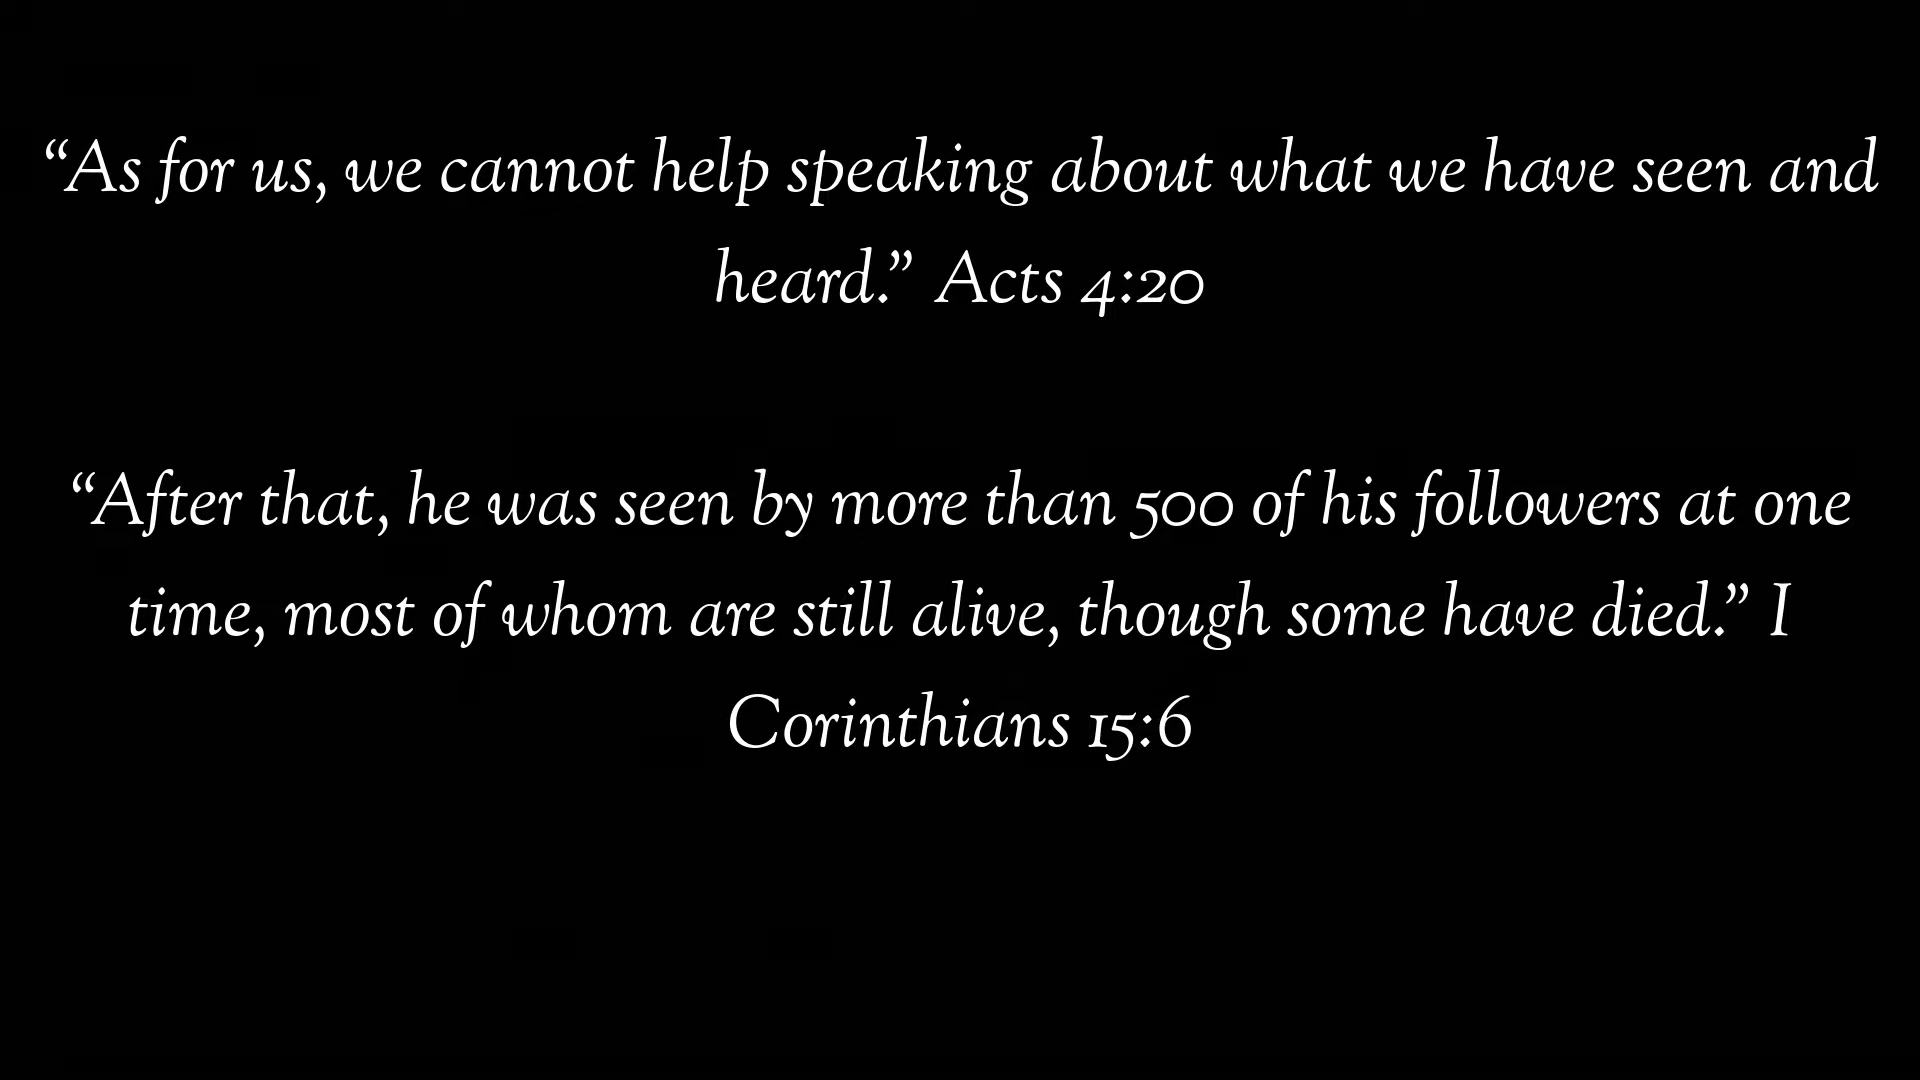 “As for us, we cannot help speaking about what we have seen and
heard.” Acts 4:20
“After that, he was seen by more than 500 of his followers at one
time, most of whom are still alive, though some have died.” I
Corinthians 15:6